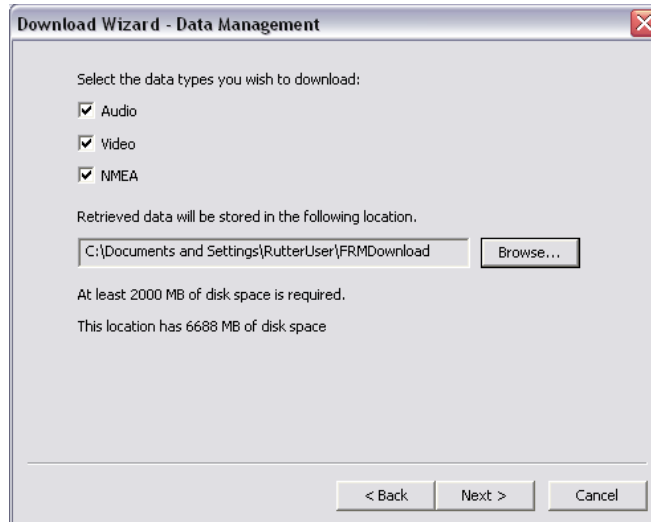 Download Wizard - Data Management
Select the data types you wish to download:
Audio
Video
NMEA
Retrieved data will be stored in the following location.
C:\Documents and Settings\RutterUser\FRMDownload
Browse...
At least 2000 MB of disk space is required.
This location has 6688 MB of disk space
< Back
Next >
Cancel